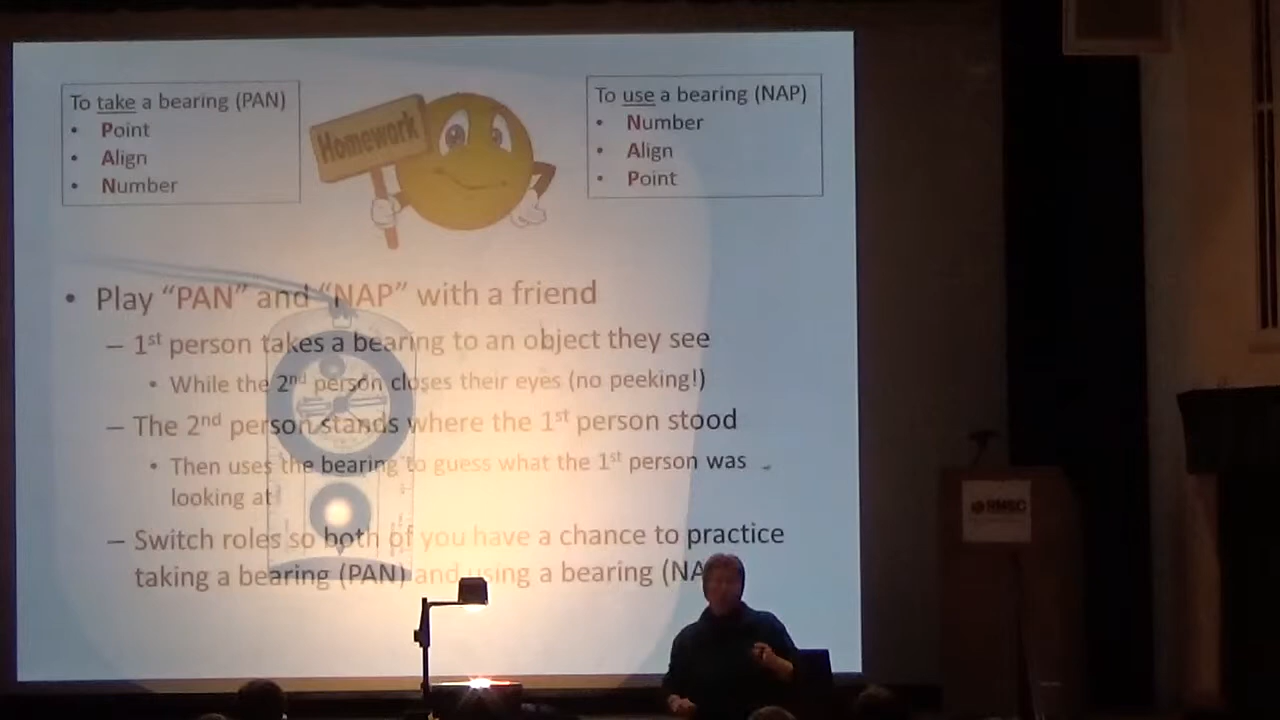 To take a bearing (PAN)
• Point
• Align
• Number
Homework
To use a bearing (NAP)
• Number
• Align
• Point
• Play “PAN” and “NAP” with a friend
– 1st person takes a bearing to an object they see
• While the 2nd person closes their eyes (no peeking!)
– The 2nd person stands where the 1st person stood
• Then uses the bearing to guess what the 1st person was
looking at
– Switch roles so both of you have a chance to practice
taking a bearing (PAN) and using a bearing (NA